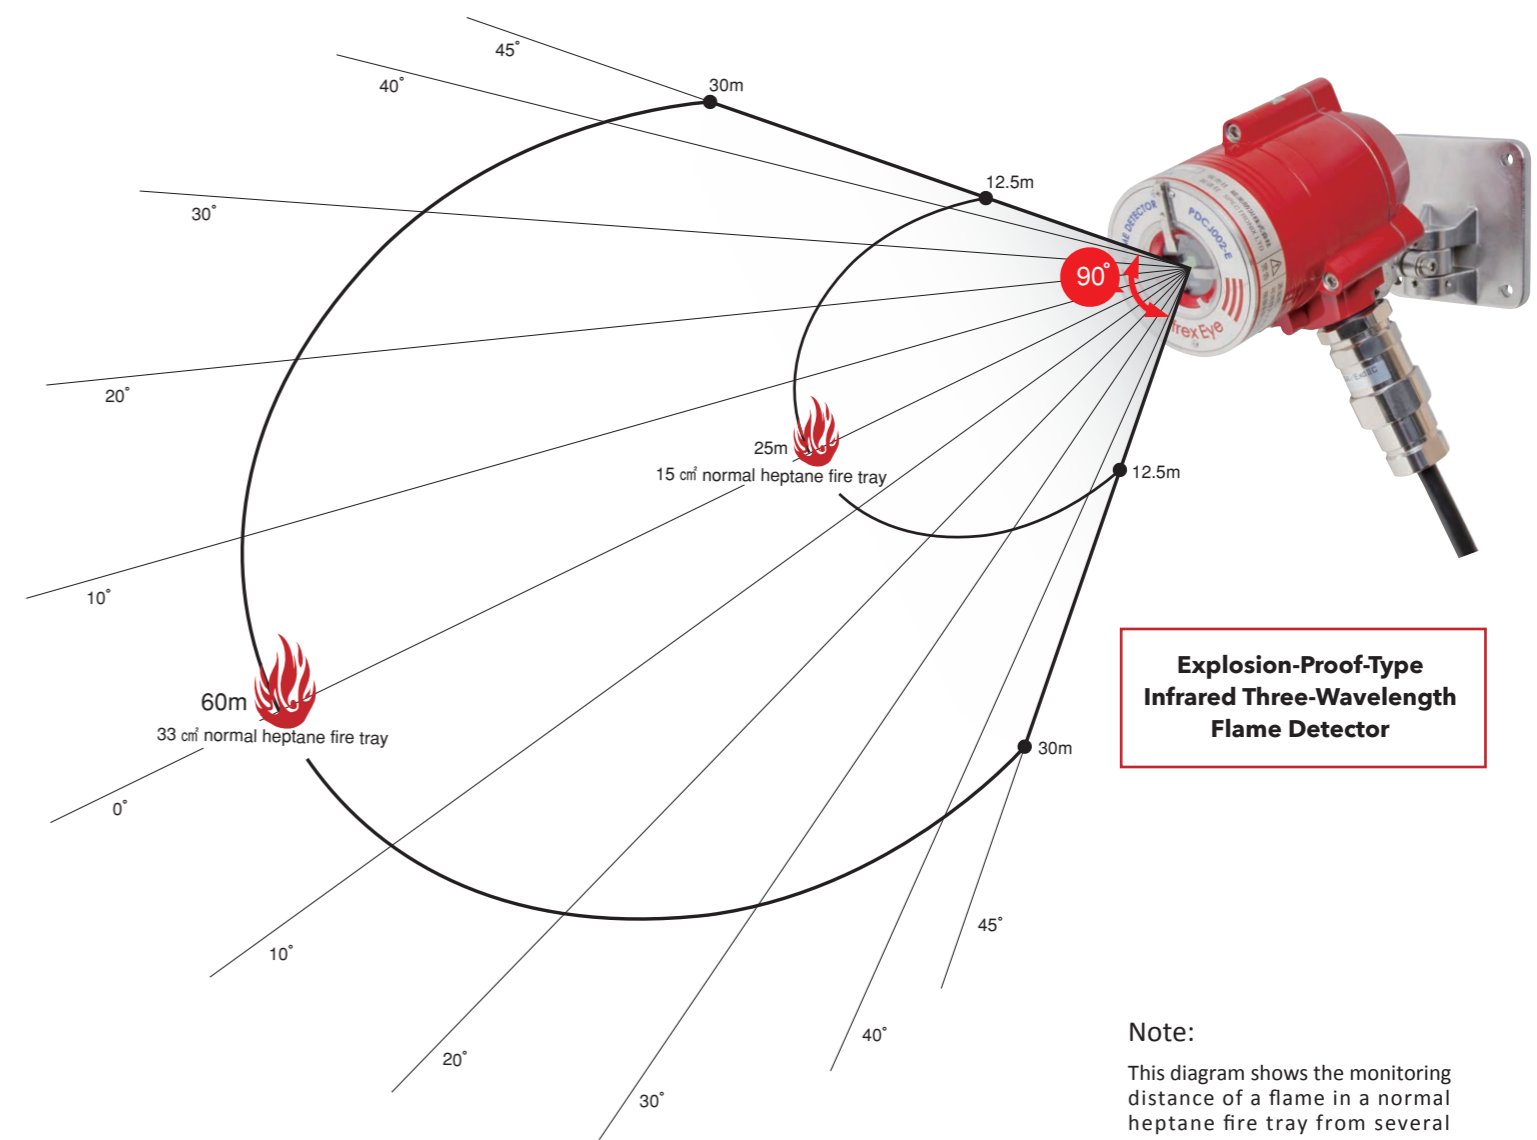 45°
40°
30m
12.5m
30°
90°
FLAME DETECTOR
PDC-J002-E
20°
25m
15 ㎠ normal heptane fire tray
12.5m
10°
60m
33 ㎠ normal heptane fire tray
30m
Explosion-Proof-Type
Infrared Three-Wavelength
Flame Detector
0°
10°
45°
20°
40°
30°
Note:
This diagram shows the monitoring
distance of a flame in a normal
heptane fire tray from several